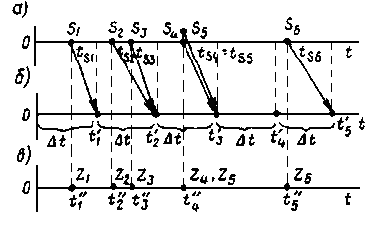 а)
S₁ S₂ S₃ S₄ S₅ S₆
0 tS1 tS2 tS3 tS4=tS5 tS6 t
б)
0 t'₁ t'₂ t'₃ t'₄ t'₅ t
Δt Δt Δt Δt Δt
в)
Z₁ Z₂ Z₃ Z₄, Z₅ Z₆
0 t''₁ t''₂ t''₃ t''₄ t''₅ t